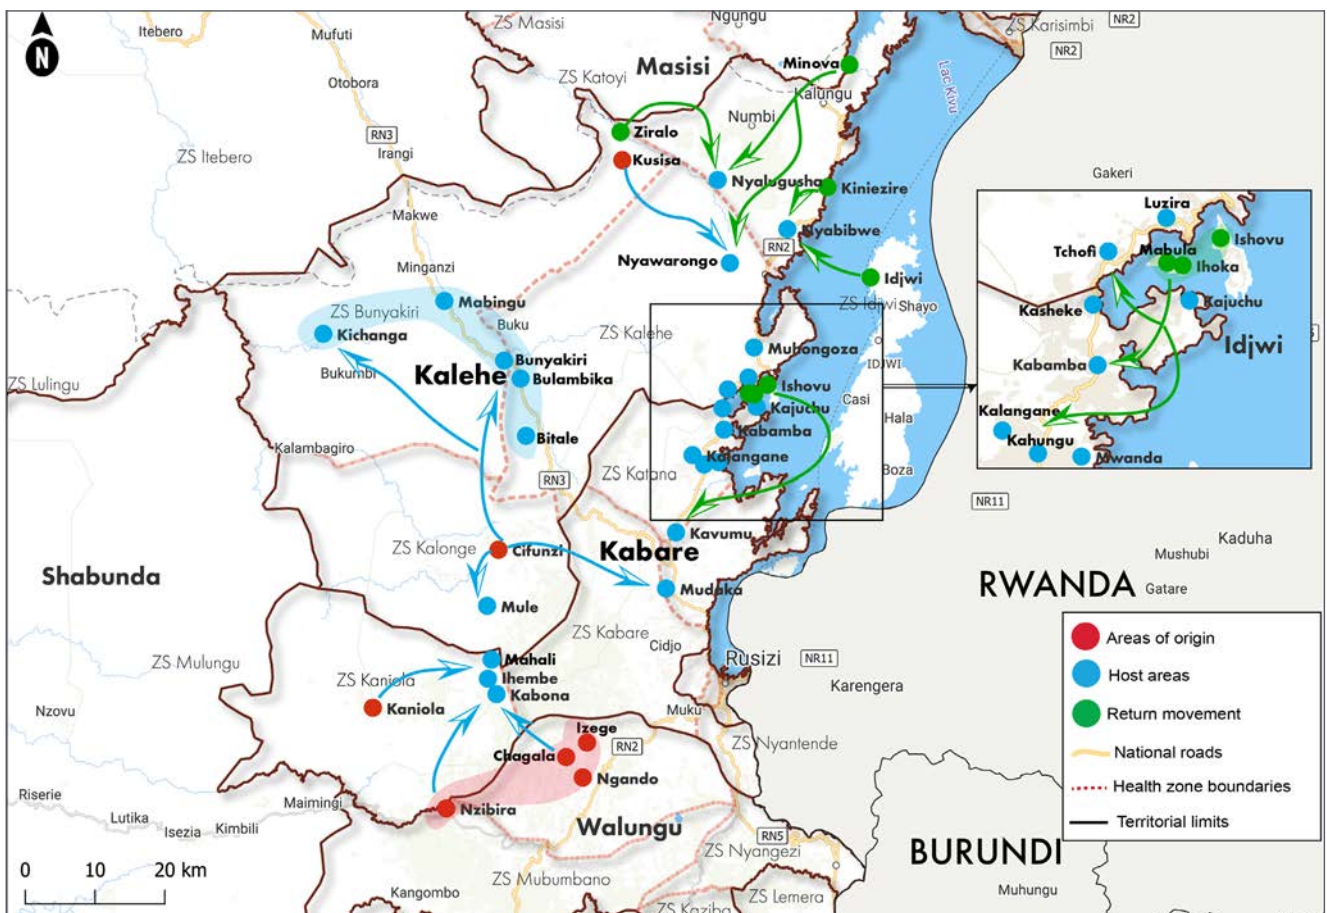 Itebero
Mufuti
ZS Masisi
Ngungu
ZS Karisimbi
NR2
NR2
N
Masisi
Minova
ZS Katoyi
Otobora
Kalungu
Lac Kivu
Numbi
RN3
Ziralo
Irangi
ZS Itebero
Kusisa
Nyalugusha
Kiniezire
Gakeri
Luzira
Makwe
Nyabibwe
RN2
Tchofi
Mabula
Ishovu
Ihoka
Minganzi
Nyawarongo
Idjwi
Mabingu
ZS Idjwi
Shayo
Kasheke
Kajuchu
ZS Bunyakiri
Buku
ZS Kalehe
Kichanga
Muhongoza
IDJWI
Idjwi
Bunyakiri
Kabamba
Bukumbi
Kalehe
Bulambika
Ishovu
ZS Lulingu
Casi
Kajuchu
Hala
Kalangane
Kabamba
Bitale
Kahungu
Kalambagiro
Kalangane
Mwanda
Boza
ZS Katana
RN3
NR11
Kavumu
Kaduha
ZS Kalonge
Cifunzi
Kabare
Mushubi
Shabunda
RWANDA
Gatare
Mudaka
Mule
ZS Kabare
Cidjo
Mahali
Rusizi
NR11
ZS Mulungu
Ihembe
ZS Kaniola
Kabona
Karengera
Kaniola
Nzovu
Muku
Izege
RN2
ZS Nyantende
Chagala
Ngando
Riserie
Maimingi
Nzibira
Lutika
Isezia
Kimbili
Walungu
RN5
ZS Nyangezi
BURUNDI
0 10 20 km
ZS Mubumbano
Kangombo
ZS Lemera
Muhungu
ZS Kaziba
Areas of origin
Host areas
Return movement
National roads
Health zone boundaries
Territorial limits